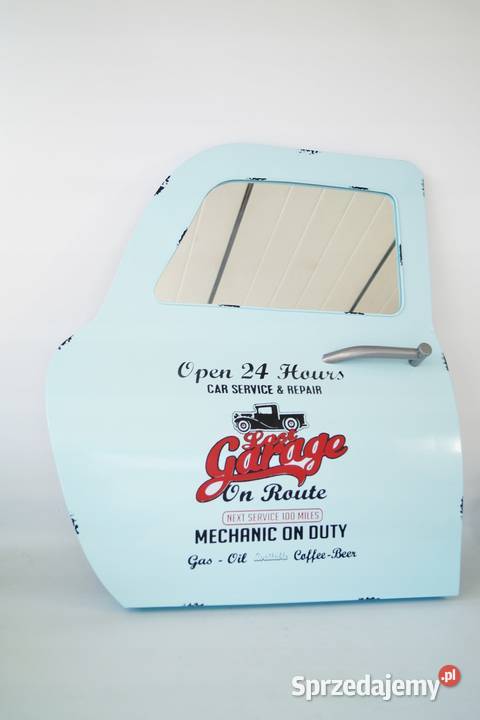 Open 24 Hours
CAR SERVICE & REPAIR
Last
Garage
On Route
NEXT SERVICE 100 MILES
MECHANIC ON DUTY
Gas - Oil Coffee-Beer
Sprzedajemy.pl